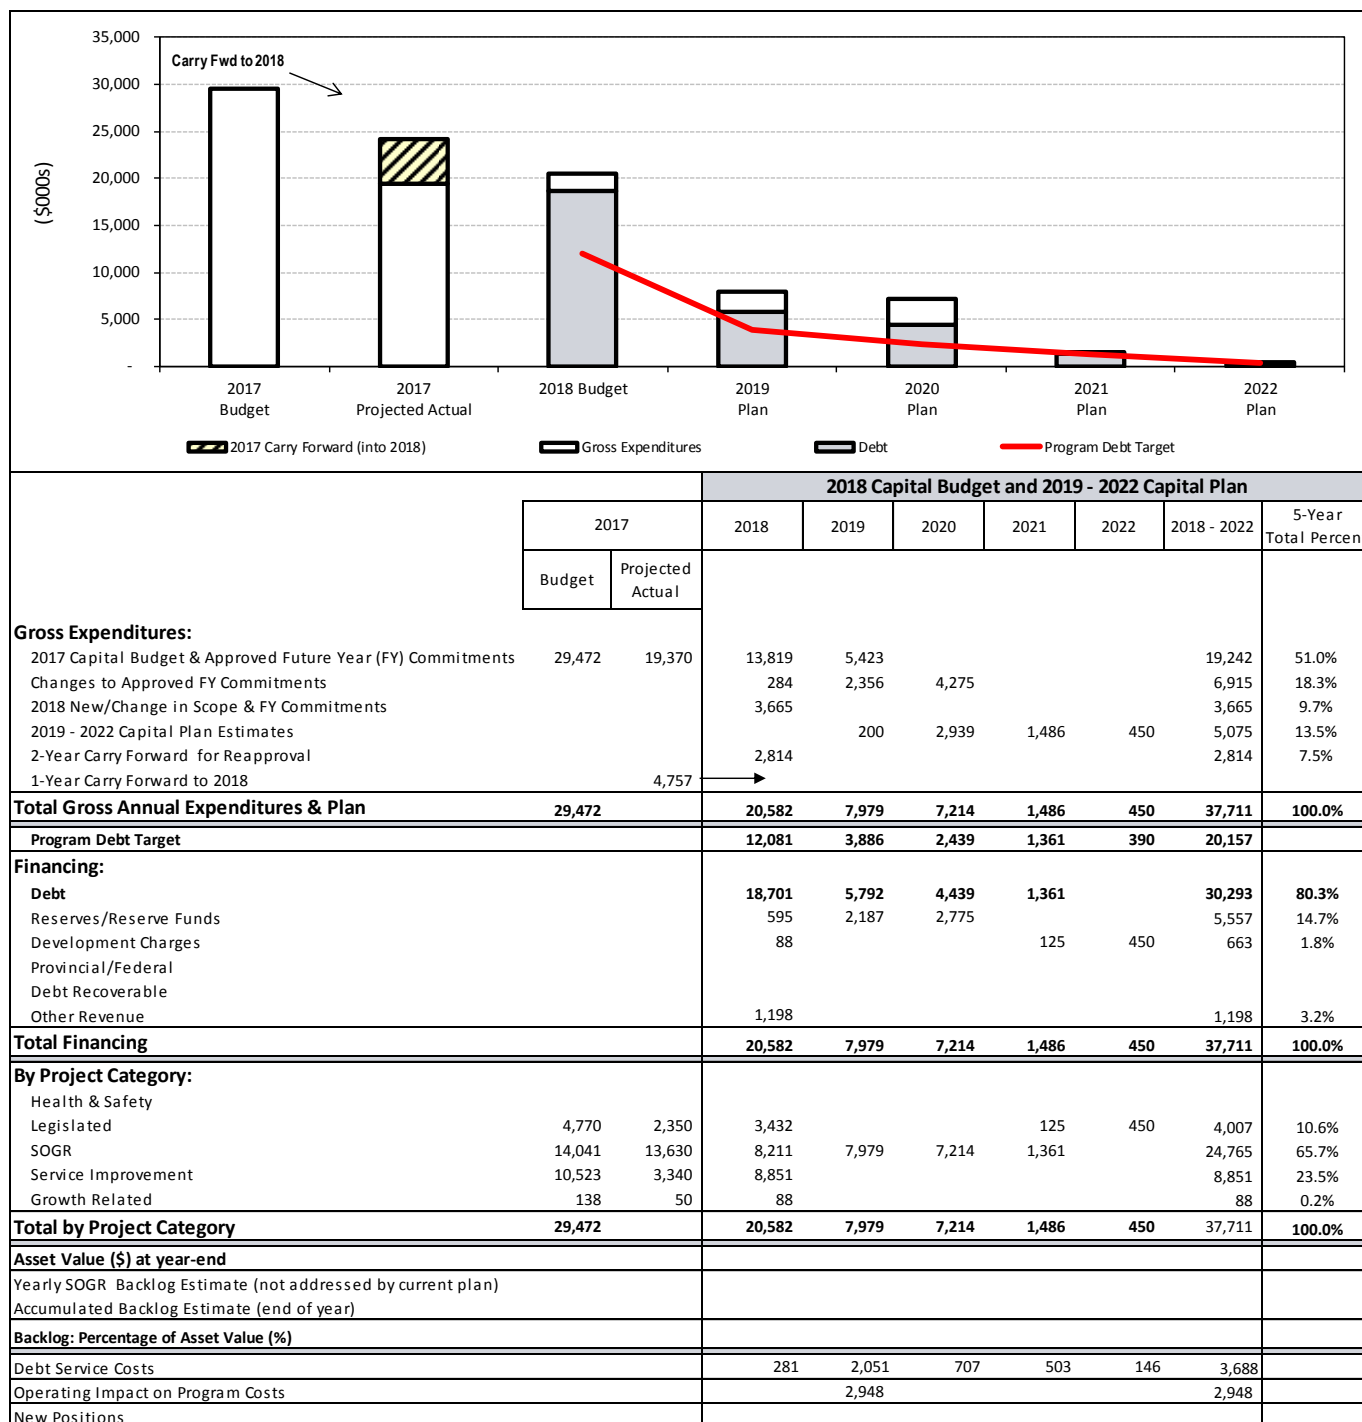 35,000
Carry Fwd to 2018
30,000
25,000
20,000
15,000
10,000
5,000
-
($000s)
2017 Budget
2017 Projected Actual
2018 Budget
2019 Plan
2020 Plan
2021 Plan
2022 Plan
2017 Carry Forward (into 2018)
Gross Expenditures
Debt
Program Debt Target
2018 Capital Budget and 2019 - 2022 Capital Plan
2017 2018 2019 2020 2021 2022 2018 - 2022 5-Year Total Percen
Budget Projected Actual
Gross Expenditures:
2017 Capital Budget & Approved Future Year (FY) Commitments 29,472 19,370 13,819 5,423 19,242 51.0%
Changes to Approved FY Commitments 284 2,356 4,275 6,915 18.3%
2018 New/Change in Scope & FY Commitments 3,665 3,665 9.7%
2019 - 2022 Capital Plan Estimates 200 2,939 1,486 450 5,075 13.5%
2-Year Carry Forward for Reapproval 2,814 2,814 7.5%
1-Year Carry Forward to 2018 4,757
Total Gross Annual Expenditures & Plan 29,472 20,582 7,979 7,214 1,486 450 37,711 100.0%
Program Debt Target 12,081 3,886 2,439 1,361 390 20,157
Financing:
Debt 18,701 5,792 4,439 1,361 30,293 80.3%
Reserves/Reserve Funds 595 2,187 2,775 5,557 14.7%
Development Charges 88 125 450 663 1.8%
Provincial/Federal
Debt Recoverable
Other Revenue 1,198 1,198 3.2%
Total Financing 20,582 7,979 7,214 1,486 450 37,711 100.0%
By Project Category:
Health & Safety
Legislated 4,770 2,350 3,432 125 450 4,007 10.6%
SOGR 14,041 13,630 8,211 7,979 7,214 1,361 24,765 65.7%
Service Improvement 10,523 3,340 8,851 8,851 23.5%
Growth Related 138 50 88 88 0.2%
Total by Project Category 29,472 20,582 7,979 7,214 1,486 450 37,711 100.0%
Asset Value ($) at year-end
Yearly SOGR Backlog Estimate (not addressed by current plan)
Accumulated Backlog Estimate (end of year)
Backlog: Percentage of Asset Value (%)
Debt Service Costs 281 2,051 707 503 146 3,688
Operating Impact on Program Costs 2,948 2,948
New Positions